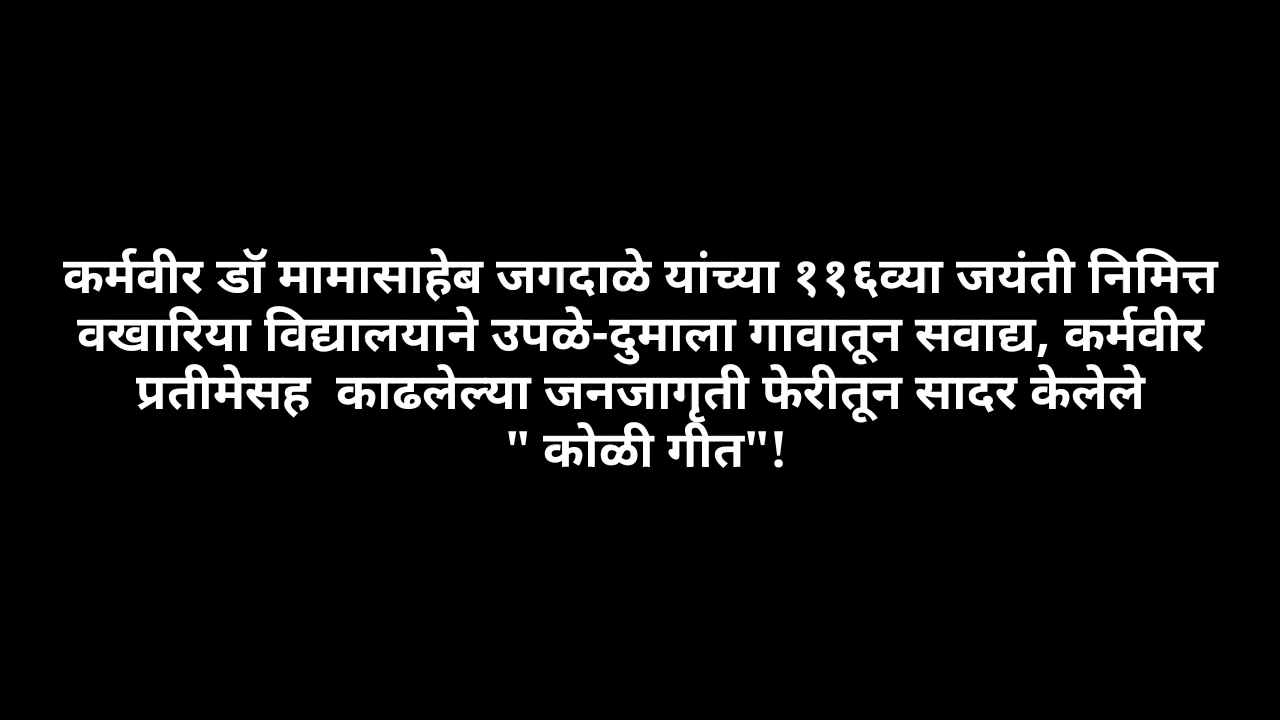 कर्मवीर डॉ मामासाहेब जगदाळे यांच्या ११६व्या जयंती निमित्त
वखारिया विद्यालयाने उपळे-दुमाला गावातून सवाद्य, कर्मवीर
प्रतीमेसह  काढलेल्या जनजागृती फेरीतून सादर केलेले
" कोळी गीत"!